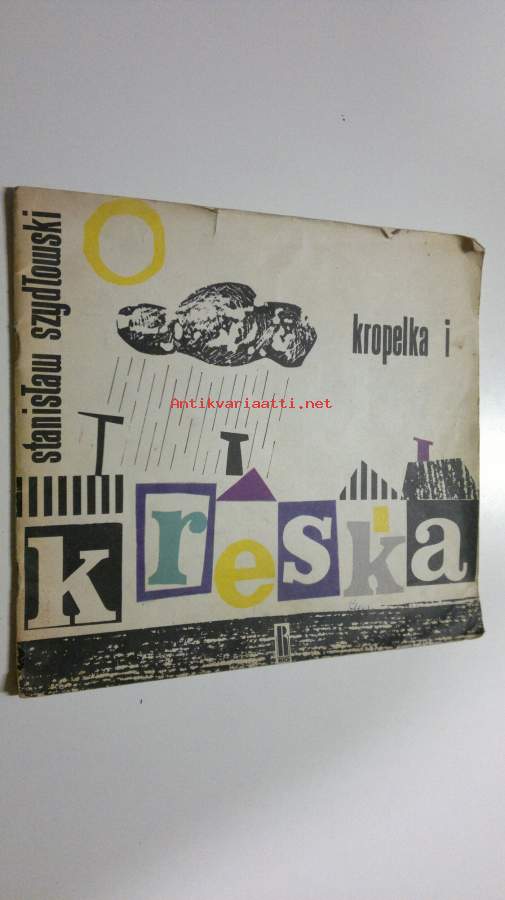 stanisław szydłowski
kropelka i
Antikvariaatti.net
kreska
R